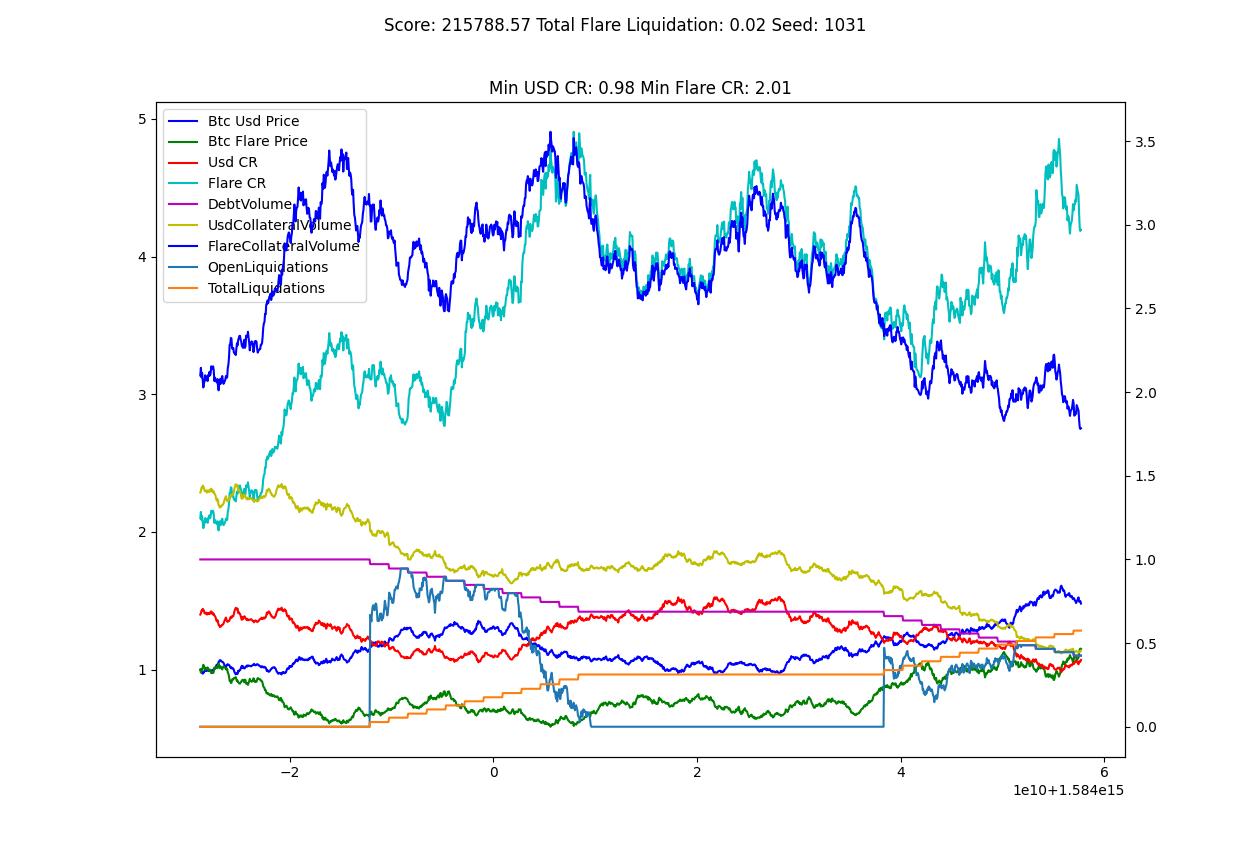 Score: 215788.57 Total Flare Liquidation: 0.02 Seed: 1031
Min USD CR: 0.98 Min Flare CR: 2.01
Btc Usd Price
Btc Flare Price
Usd CR
Flare CR
DebtVolume
UsdCollateralVolume
FlareCollateralVolume
OpenLiquidations
TotalLiquidations
5
4
3
2
1
3.5
3.0
2.5
2.0
1.5
1.0
0.5
0.0
−2
0
2
4
6
1e10+1.584e15